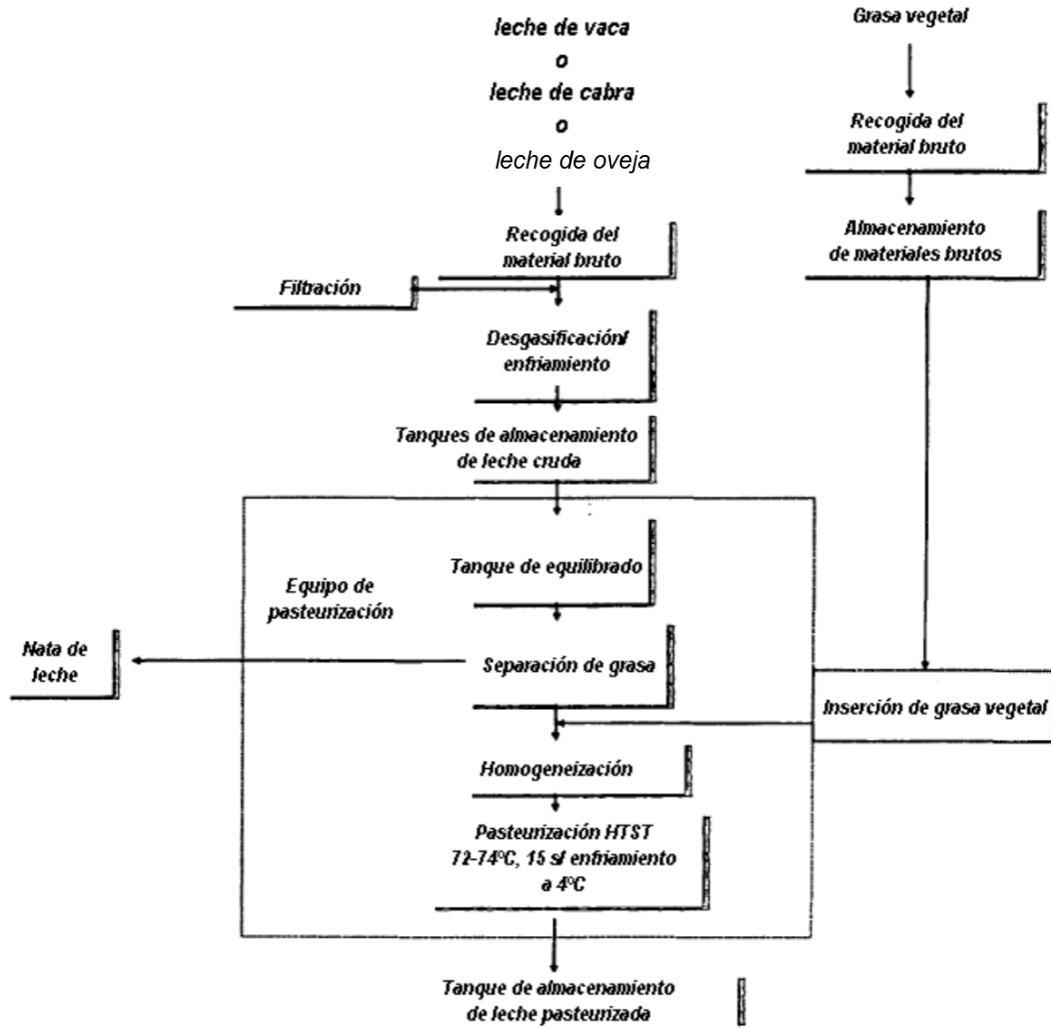 leche de vaca
o
leche de cabra
o
leche de oveja
Grasa vegetal
Recogida del
material bruto
Almacenamiento
de materiales brutos
Recogida del
material bruto
Filtración
Desgasificación/
enfriamiento
Tanques de almacenamiento
de leche cruda
Tanque de equilibrado
Equipo de
pasteurización
Nata de
leche
Separación de grasa
Inserción de grasa vegetal
Homogeneización
Pasteurización HTST
72-74ºC, 15 s/ enfriamiento
a 4ºC
Tanque de almacenamiento
de leche pasteurizada